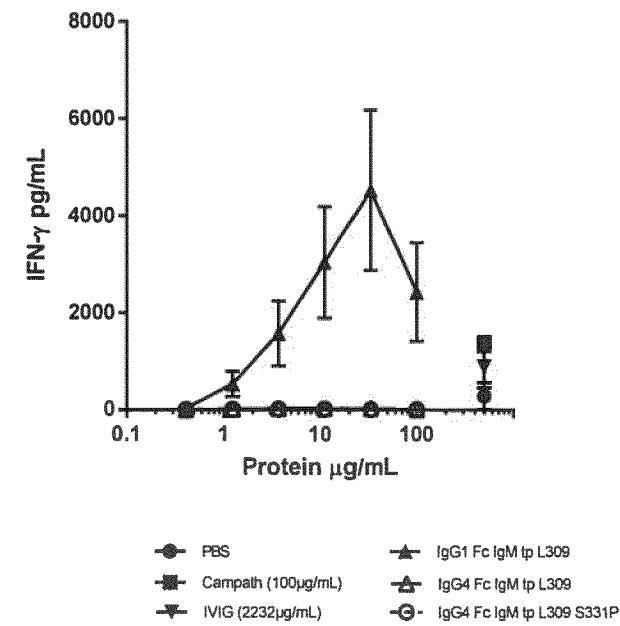 8000
6000
4000
2000
0
IFN-γ pg/mL
0.1 1 10 100
Protein µg/mL
PBS
Campath (100µg/mL)
IVIG (2232µg/mL)
IgG1 Fc IgM tp L309
IgG4 Fc IgM tp L309
IgG4 Fc IgM tp L309 S331P